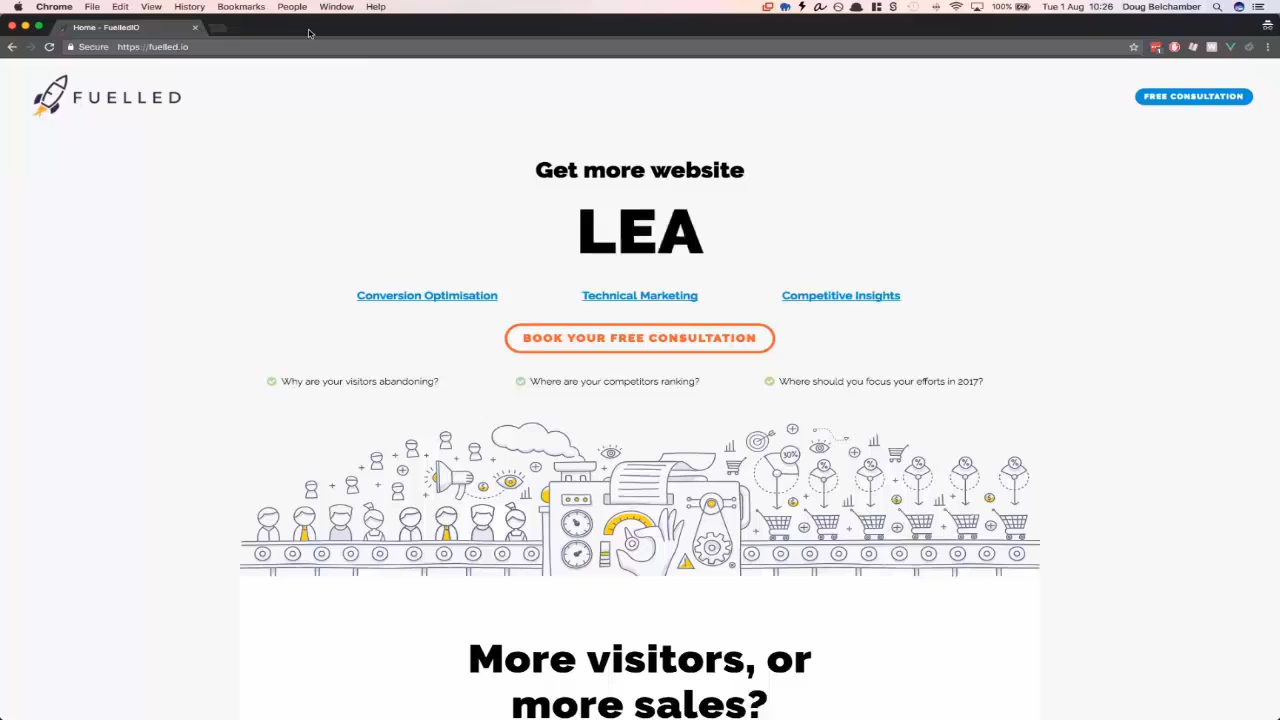 Chrome File Edit View History Bookmarks People Window Help 100% Tue 1 Aug 10:26 Doug Belchamber
Home - FuelledIO
Secure https://fuelled.io
FUELLED
FREE CONSULTATION
Get more website
LEA
Conversion Optimisation Technical Marketing Competitive Insights
BOOK YOUR FREE CONSULTATION
Why are your visitors abandoning? Where are your competitors ranking? Where should you focus your efforts in 2017?
30%
% % % % %
More visitors, or
more sales?